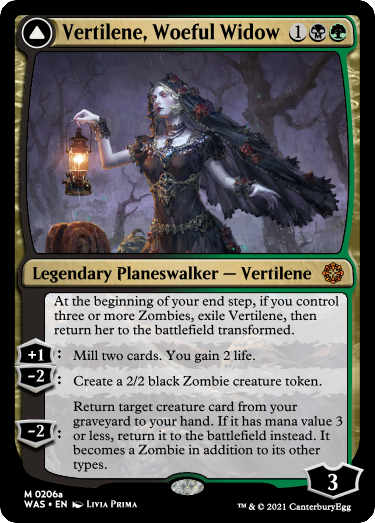 Vertilene, Woeful Widow 1
Legendary Planeswalker — Vertilene
At the beginning of your end step, if you control
three or more Zombies, exile Vertilene, then
return her to the battlefield transformed.
+1: Mill two cards. You gain 2 life.
-2: Create a 2/2 black Zombie creature token.
Return target creature card from your
graveyard to your hand. If it has mana value 3
-2: or less, return it to the battlefield instead. It
becomes a Zombie in addition to its other
types.
3
M 0206a
WAS • EN Livia Prima
™ & © 2021 CanterburyEgg